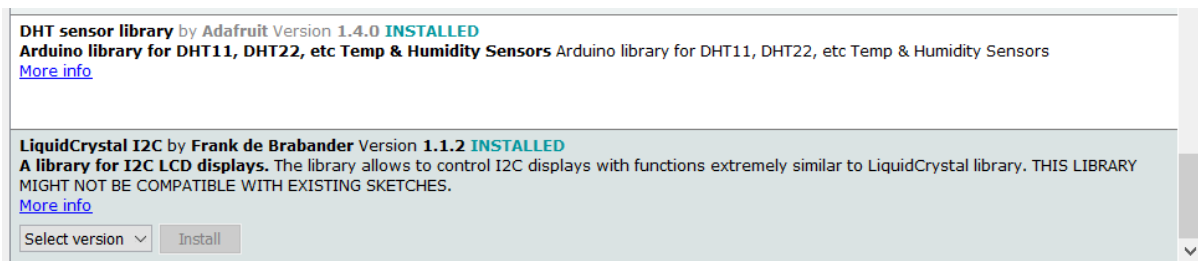 DHT sensor library by Adafruit Version 1.4.0 INSTALLED
Arduino library for DHT11, DHT22, etc Temp & Humidity Sensors Arduino library for DHT11, DHT22, etc Temp & Humidity Sensors
More info
LiquidCrystal I2C by Frank de Brabander Version 1.1.2 INSTALLED
A library for I2C LCD displays. The library allows to control I2C displays with functions extremely similar to LiquidCrystal library. THIS LIBRARY
MIGHT NOT BE COMPATIBLE WITH EXISTING SKETCHES.
More info
Select version Install